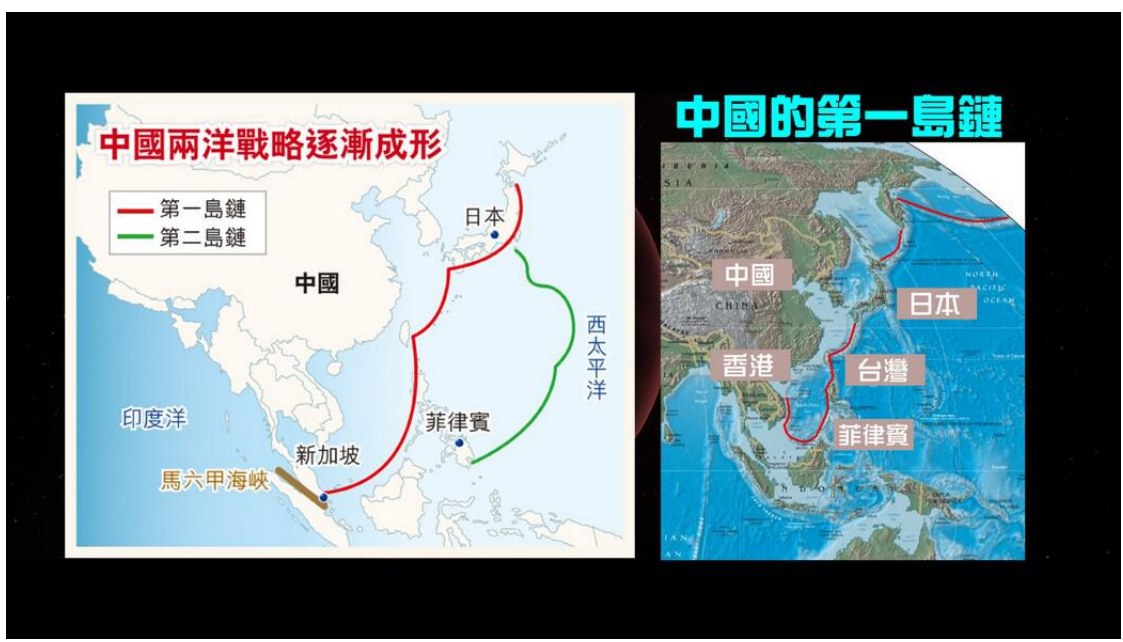 中國兩洋戰略逐漸成形
第一島鏈
第二島鏈
日本
中國
西太平洋
印度洋
菲律賓
新加坡
馬六甲海峽
中國的第一島鏈
SIBERIA
中國
CHINA
NORTH
PACIFIC
OCEAN
日本
香港
台灣
菲律賓
INDONESIA